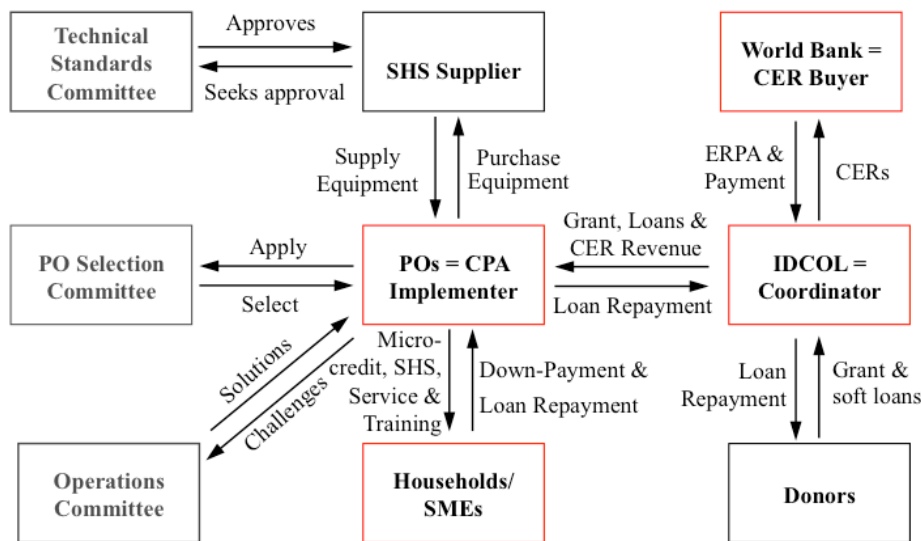 Technical
Standards
Committee
Approves
Seeks approval
SHS Supplier
World Bank =
CER Buyer
Supply
Equipment
Purchase
Equipment
ERPA &
Payment
CERs
PO Selection
Committee
Apply
Select
POs = CPA
Implementer
Grant, Loans &
CER Revenue
Loan Repayment
IDCOL =
Coordinator
Solutions
Challenges
Micro-
credit, SHS,
Service &
Training
Down-Payment &
Loan Repayment
Loan
Repayment
Grant &
soft loans
Operations
Committee
Households/
SMEs
Donors